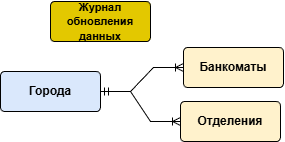 Журнал
обновления
данных
Банкоматы
Города
Отделения